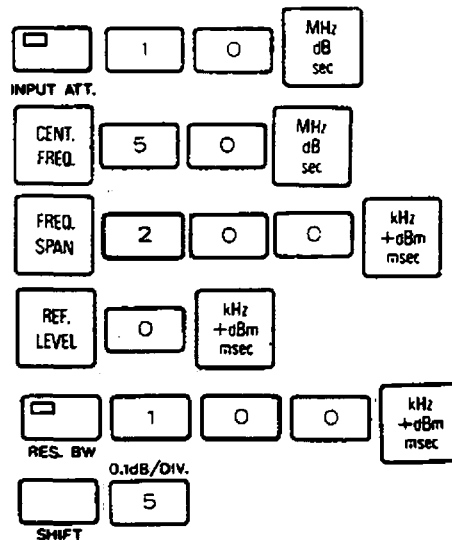 1 0 MHz dB sec
INPUT ATT.
CENT. FREQ. 5 0 MHz dB sec
FREQ. SPAN 2 0 0 kHz +dBm msec
REF. LEVEL 0 kHz +dBm msec
1 0 0 kHz +dBm msec
RES. BW
0.1dB/DIV.
5
SHIFT